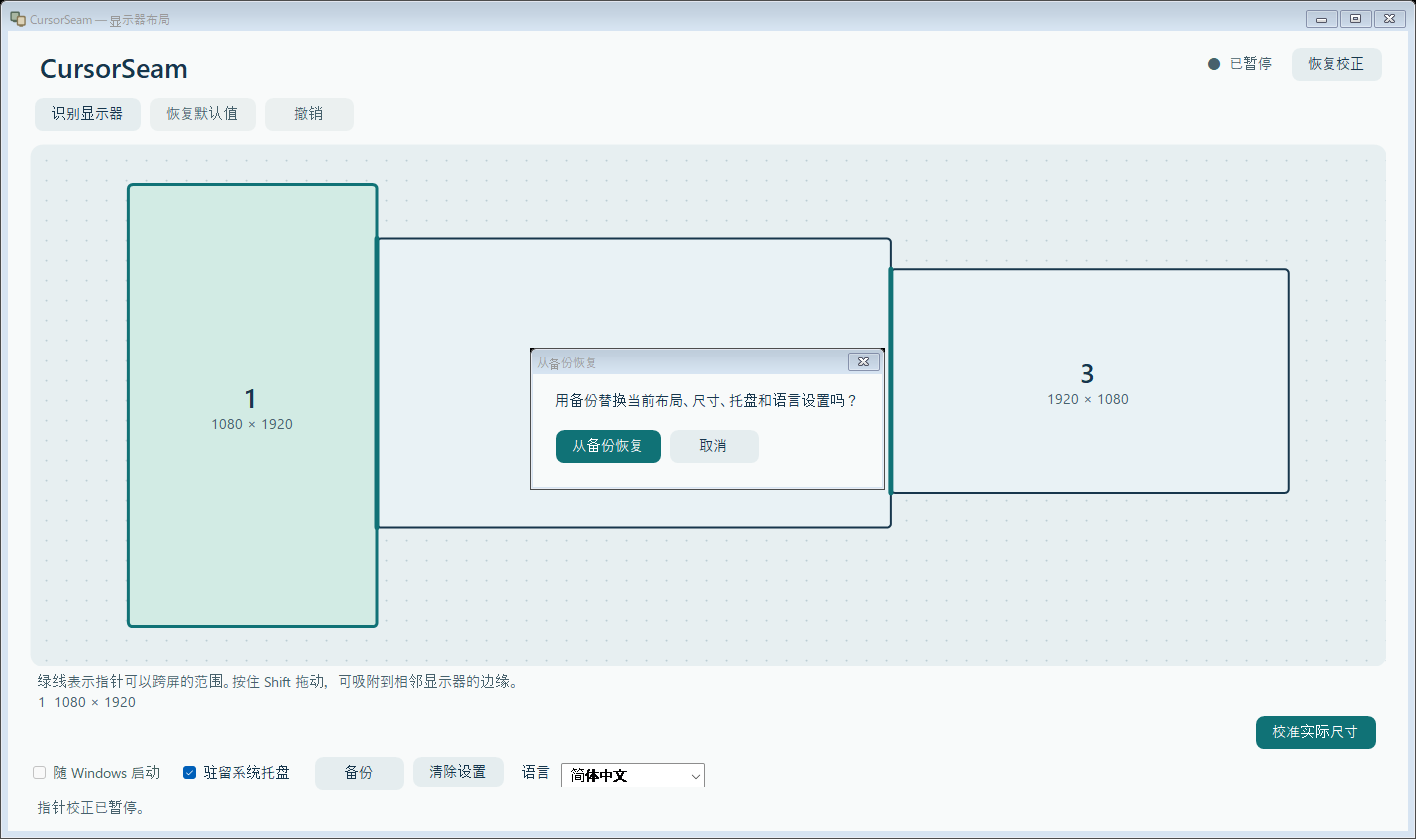 CursorSeam — 显示器布局
CursorSeam
已暂停
恢复校正
识别显示器
恢复默认值
撤销
1
1080 × 1920
3
1920 × 1080
从备份恢复
用备份替换当前布局、尺寸、托盘和语言设置吗？
从备份恢复
取消
绿线表示指针可以跨屏的范围。按住 Shift 拖动，可吸附到相邻显示器的边缘。
1 1080 × 1920
校准实际尺寸
随 Windows 启动
驻留系统托盘
备份
清除设置
语言
简体中文
指针校正已暂停。